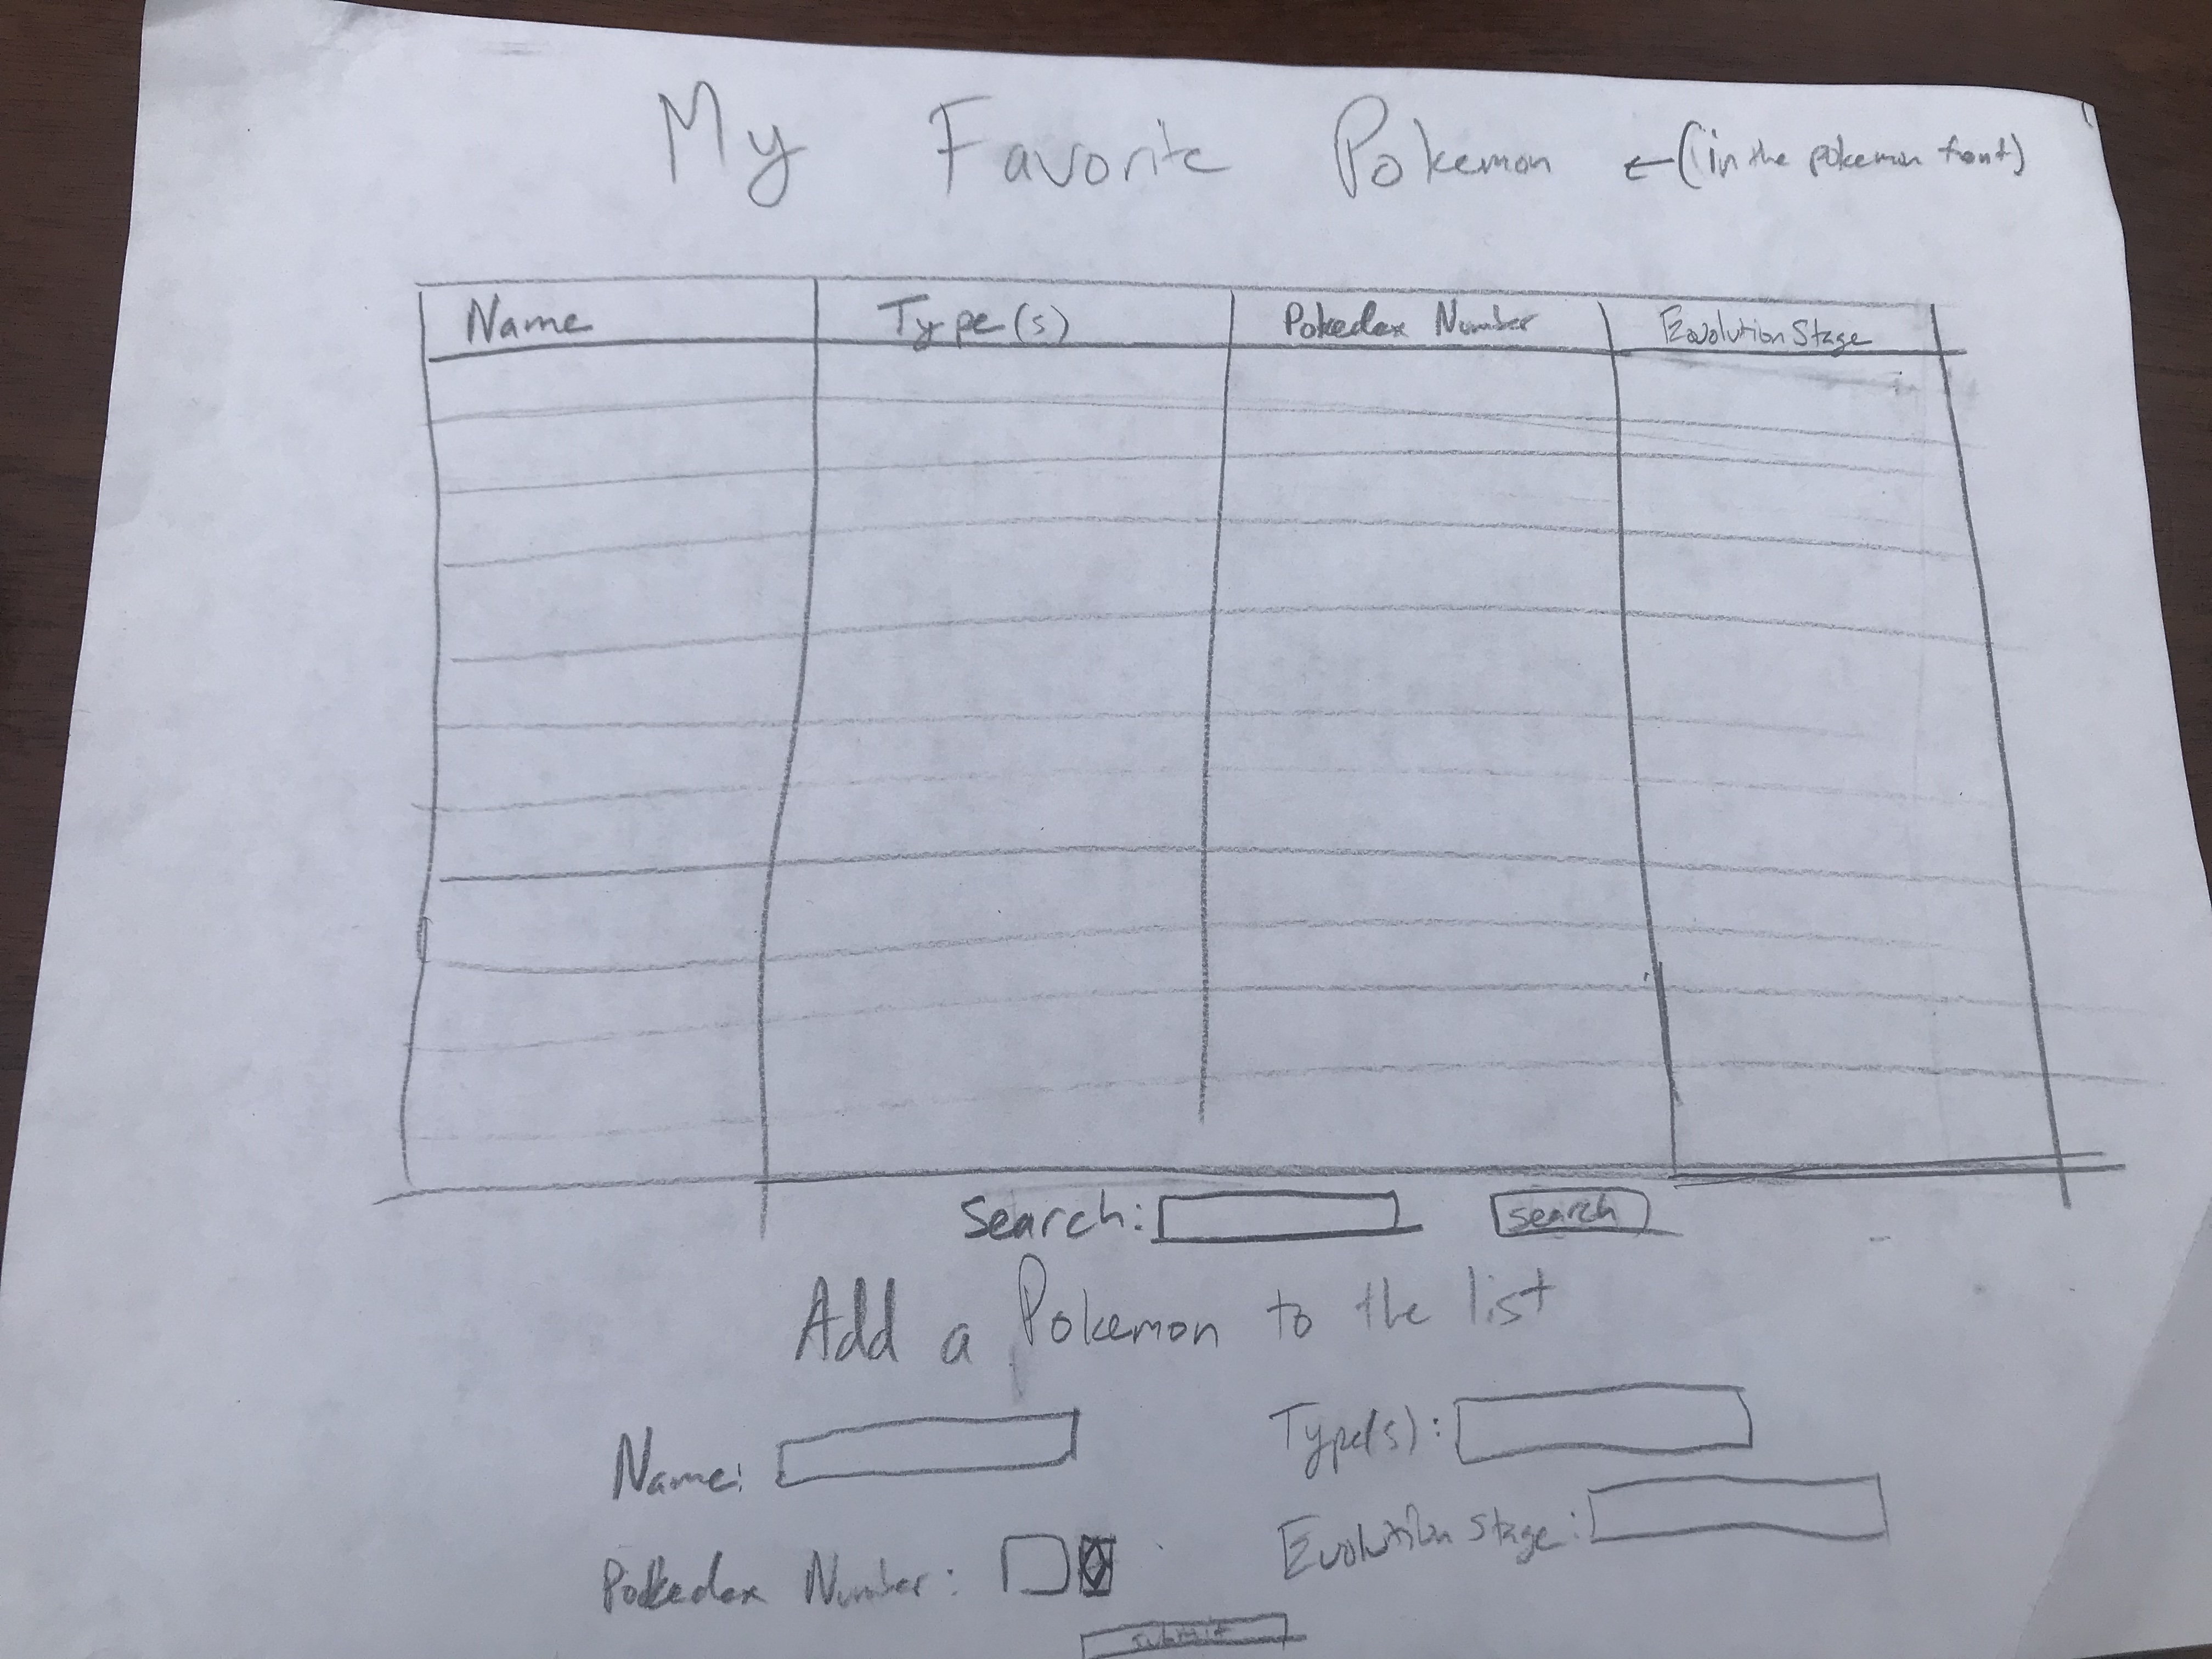 My Favorite Pokemon ← (in the pokemon font)
Name Type(s) Pokedex Number Evolution Stage
Search: search
Add a Pokemon to the list
Name: Type(s):
Pokedex Number: Evolution Stage:
submit